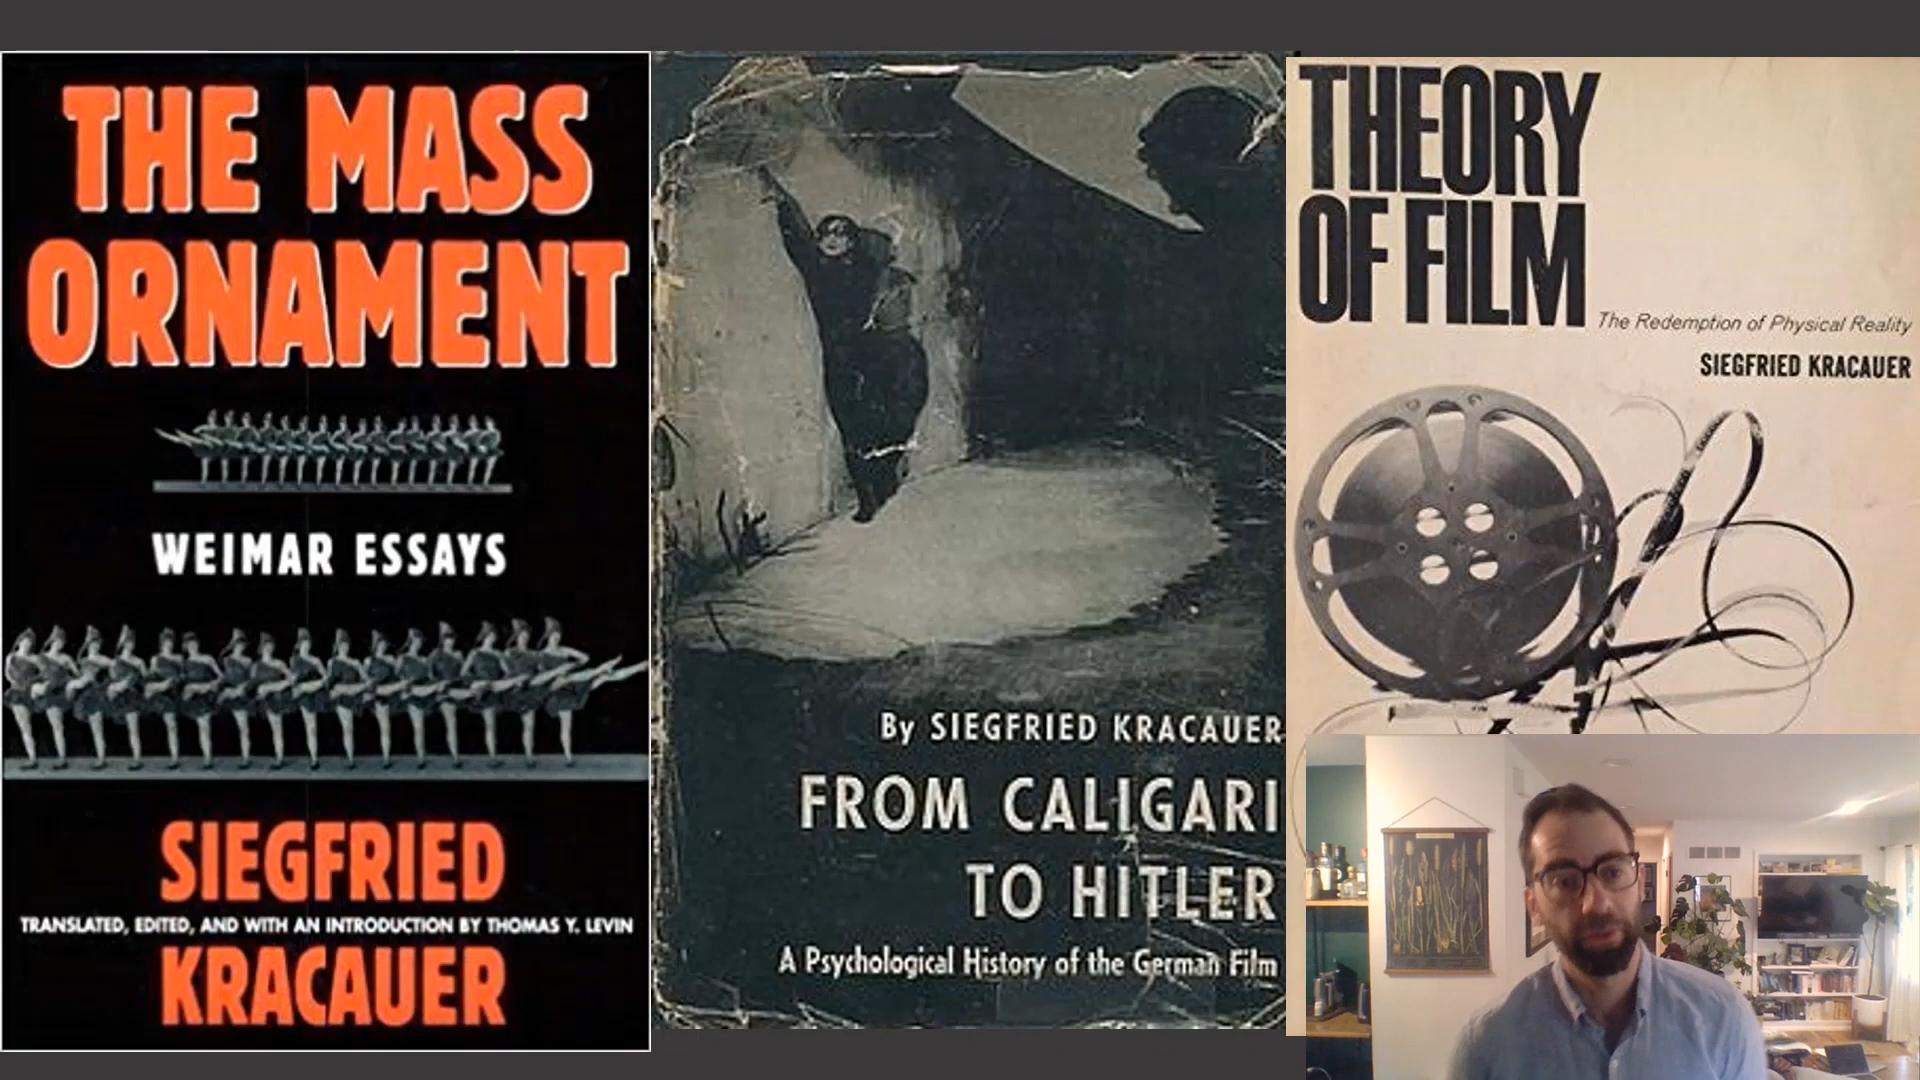 THE MASS
ORNAMENT
WEIMAR ESSAYS
SIEGFRIED
TRANSLATED, EDITED, AND WITH AN INTRODUCTION BY THOMAS Y. LEVIN
KRACAUER
By SIEGFRIED KRACAUER
FROM CALIGARI
TO HITLER
A Psychological History of the German Film
THEORY
OF FILM
The Redemption of Physical Reality
SIEGFRIED KRACAUER